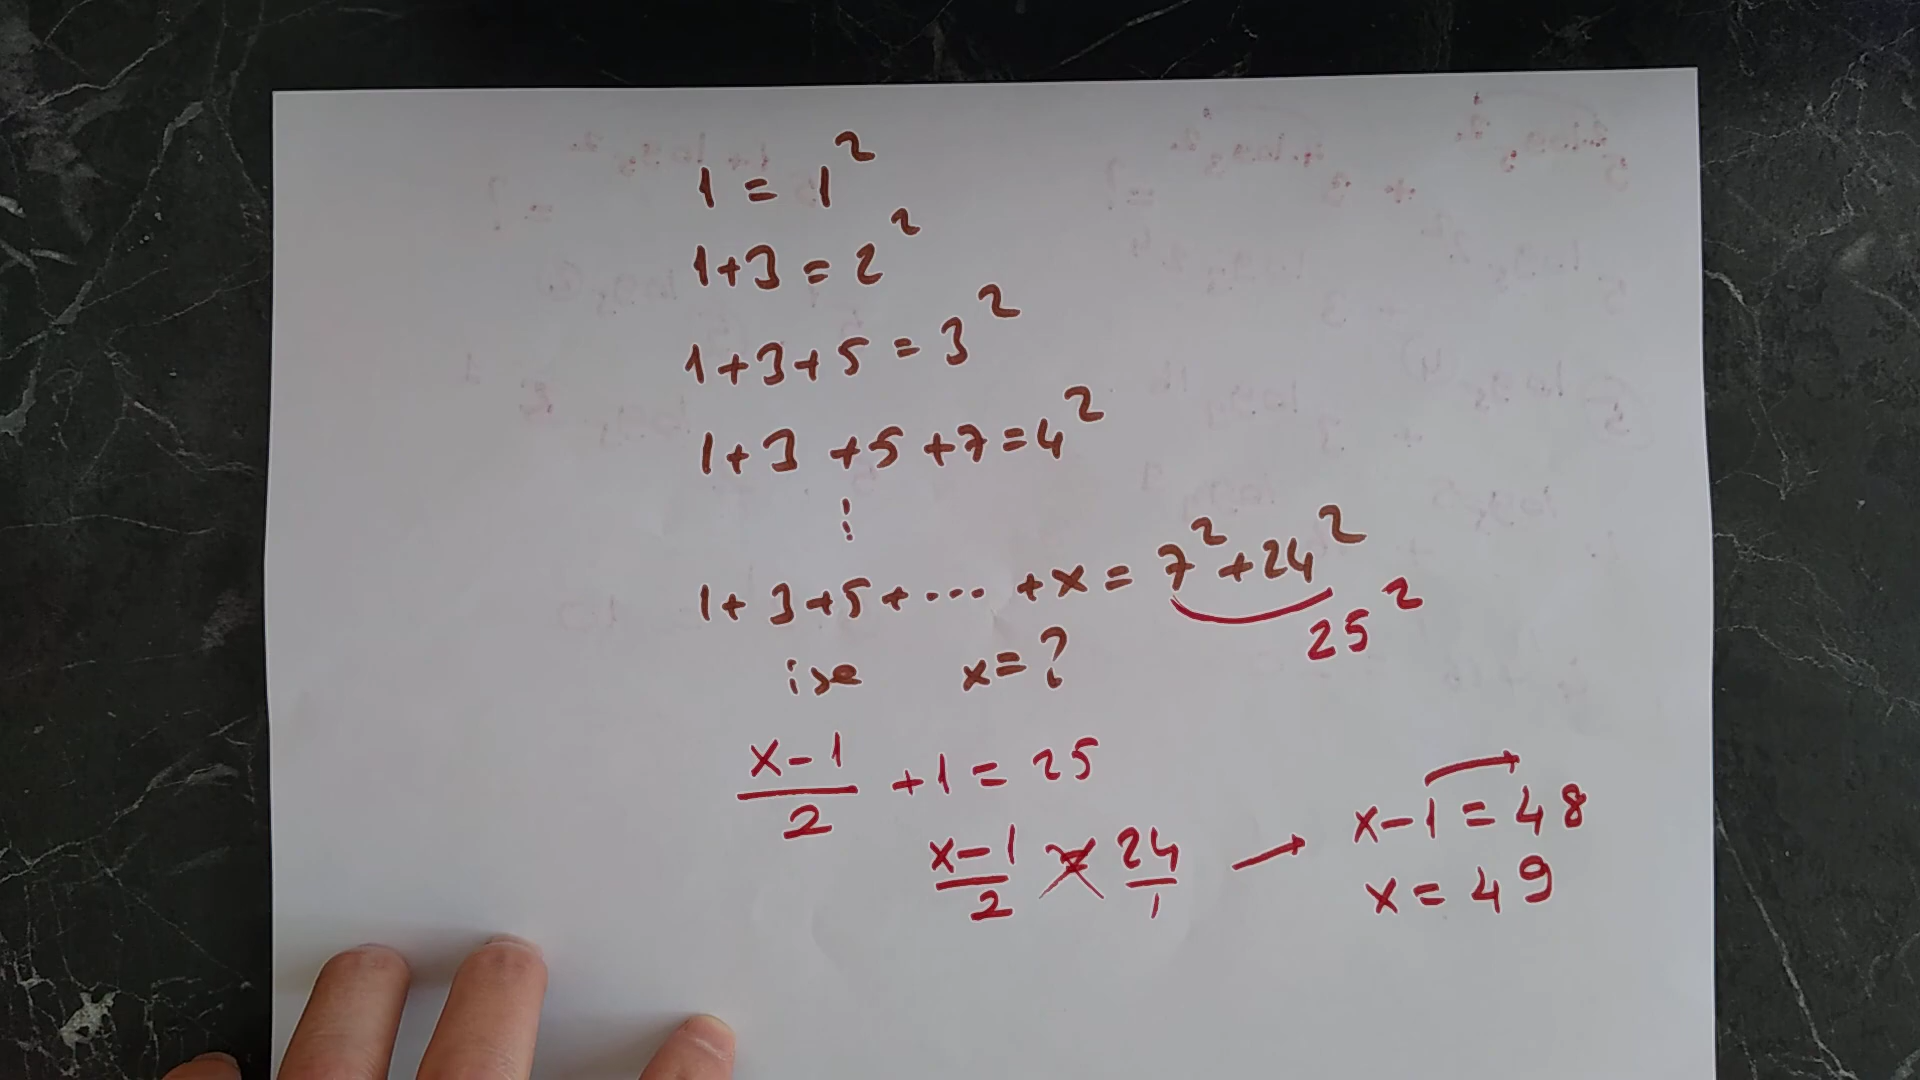 1 = 1²
1+3 = 2²
1+3+5 = 3²
1+3+5+7=4²
⋮
1+3+5+...+x = 7²+24²
25²
ise x=?
x-1/2 +1 = 25
x-1/2 = 24/1 → x-1=48
x=49